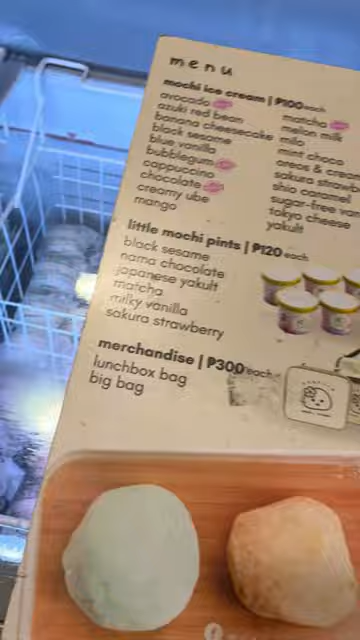 menu
mochi ice cream | ₱100 each
avocado
azuki red bean
banana cheesecake
black sesame
blue vanilla
bubblegum
cappuccino
chocolate
creamy ube
mango
matcha
melon milk
milo
mint choco
oreos & cream
sakura strawb
shio caramel
sugar-free va
tokyo cheese
yakult
little mochi pints | ₱120 each
black sesame
nama chocolate
japanese yakult
matcha
milky vanilla
sakura strawberry
merchandise | ₱300 each
lunchbox bag
big bag